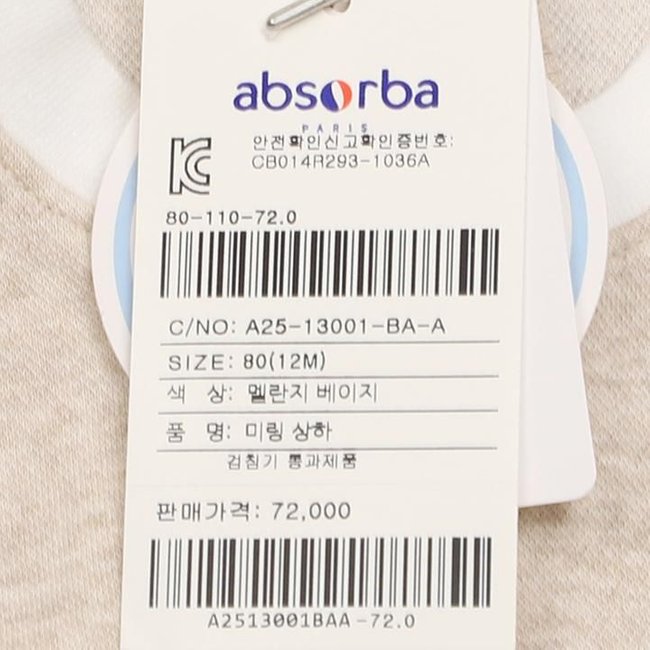 absorba
PARIS
안전확인신고확인증번호:
CB014R293-1036A
80-110-72.0
C/NO: A25-13001-BA-A
SIZE: 80(12M)
색 상: 멜란지 베이지
품 명: 미링 상하
검침기 통과제품
판매가격: 72,000
A2513001BAA-72.0